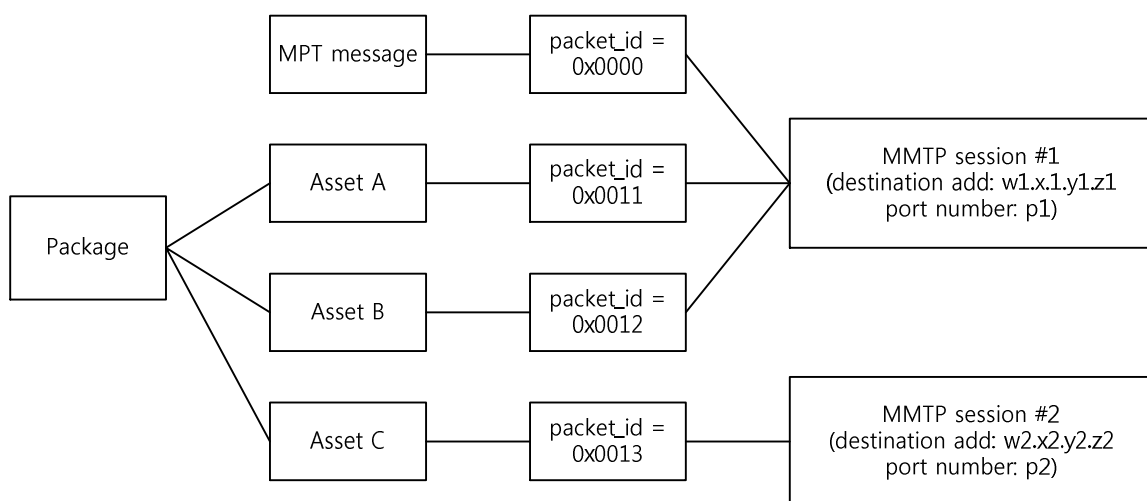 MPT message
packet_id =
0x0000
MMTP session #1
(destination add: w1.x.1.y1.z1
port number: p1)
Asset A
packet_id =
0x0011
Package
Asset B
packet_id =
0x0012
Asset C
packet_id =
0x0013
MMTP session #2
(destination add: w2.x2.y2.z2
port number: p2)